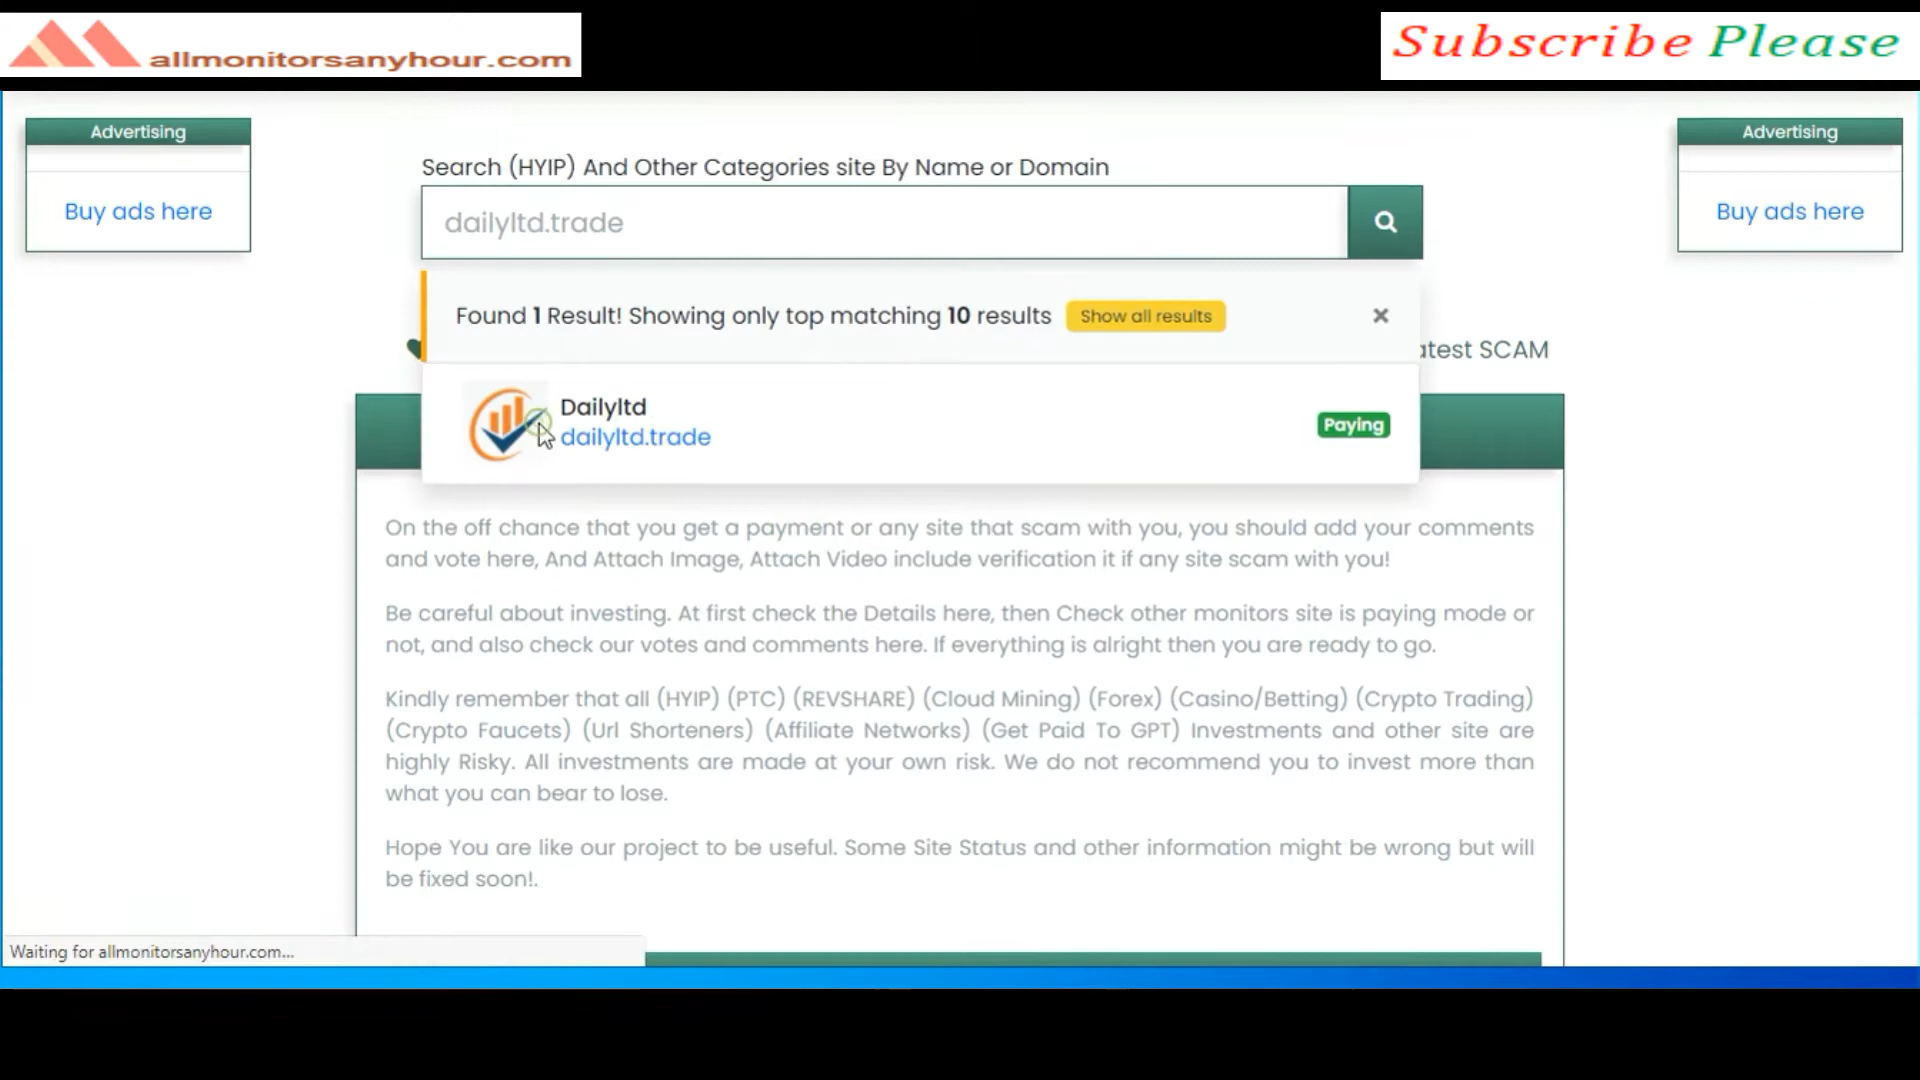 allmonitorsanyhour.com
Subscribe Please
Advertising
Buy ads here
Search (HYIP) And Other Categories site By Name or Domain
dailyltd.trade
Found 1 Result! Showing only top matching 10 results
Show all results
×
atest SCAM
Dailyltd
dailyltd.trade
Paying
Advertising
Buy ads here
On the off chance that you get a payment or any site that scam with you, you should add your comments
and vote here, And Attach Image, Attach Video include verification it if any site scam with you!
Be careful about investing. At first check the Details here, then Check other monitors site is paying mode or
not, and also check our votes and comments here. If everything is alright then you are ready to go.
Kindly remember that all (HYIP) (PTC) (REVSHARE) (Cloud Mining) (Forex) (Casino/Betting) (Crypto Trading)
(Crypto Faucets) (Url Shorteners) (Affiliate Networks) (Get Paid To GPT) Investments and other site are
highly Risky. All investments are made at your own risk. We do not recommend you to invest more than
what you can bear to lose.
Hope You are like our project to be useful. Some Site Status and other information might be wrong but will
be fixed soon!.
Waiting for allmonitorsanyhour.com...